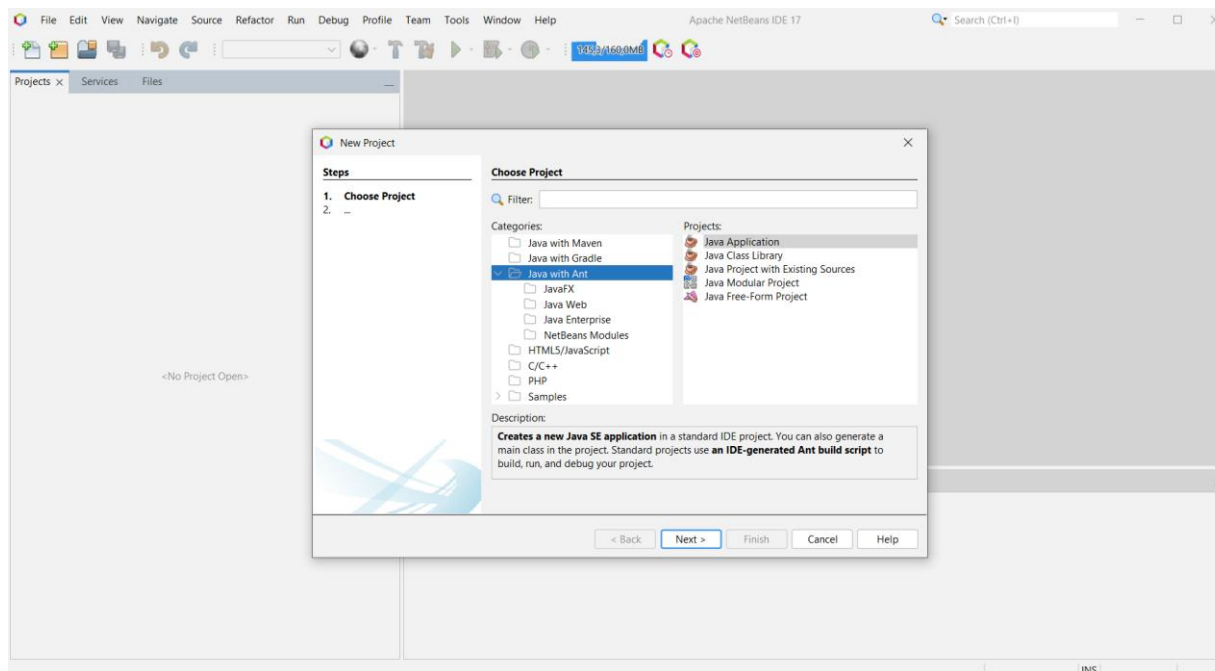 File Edit View Navigate Source Refactor Run Debug Profile Team Tools Window Help
Apache NetBeans IDE 17
Search (Ctrl+I)
145,3/160,0MB
Projects Services Files
<No Project Open>
New Project
Steps
1. Choose Project
2. ...
Choose Project
Filter:
Categories:
Java with Maven
Java with Gradle
Java with Ant
JavaFX
Java Web
Java Enterprise
NetBeans Modules
HTML5/JavaScript
C/C++
PHP
Samples
Projects:
Java Application
Java Class Library
Java Project with Existing Sources
Java Modular Project
Java Free-Form Project
Description:
Creates a new Java SE application in a standard IDE project. You can also generate a
main class in the project. Standard projects use an IDE-generated Ant build script to
build, run, and debug your project.
< Back Next > Finish Cancel Help
INS